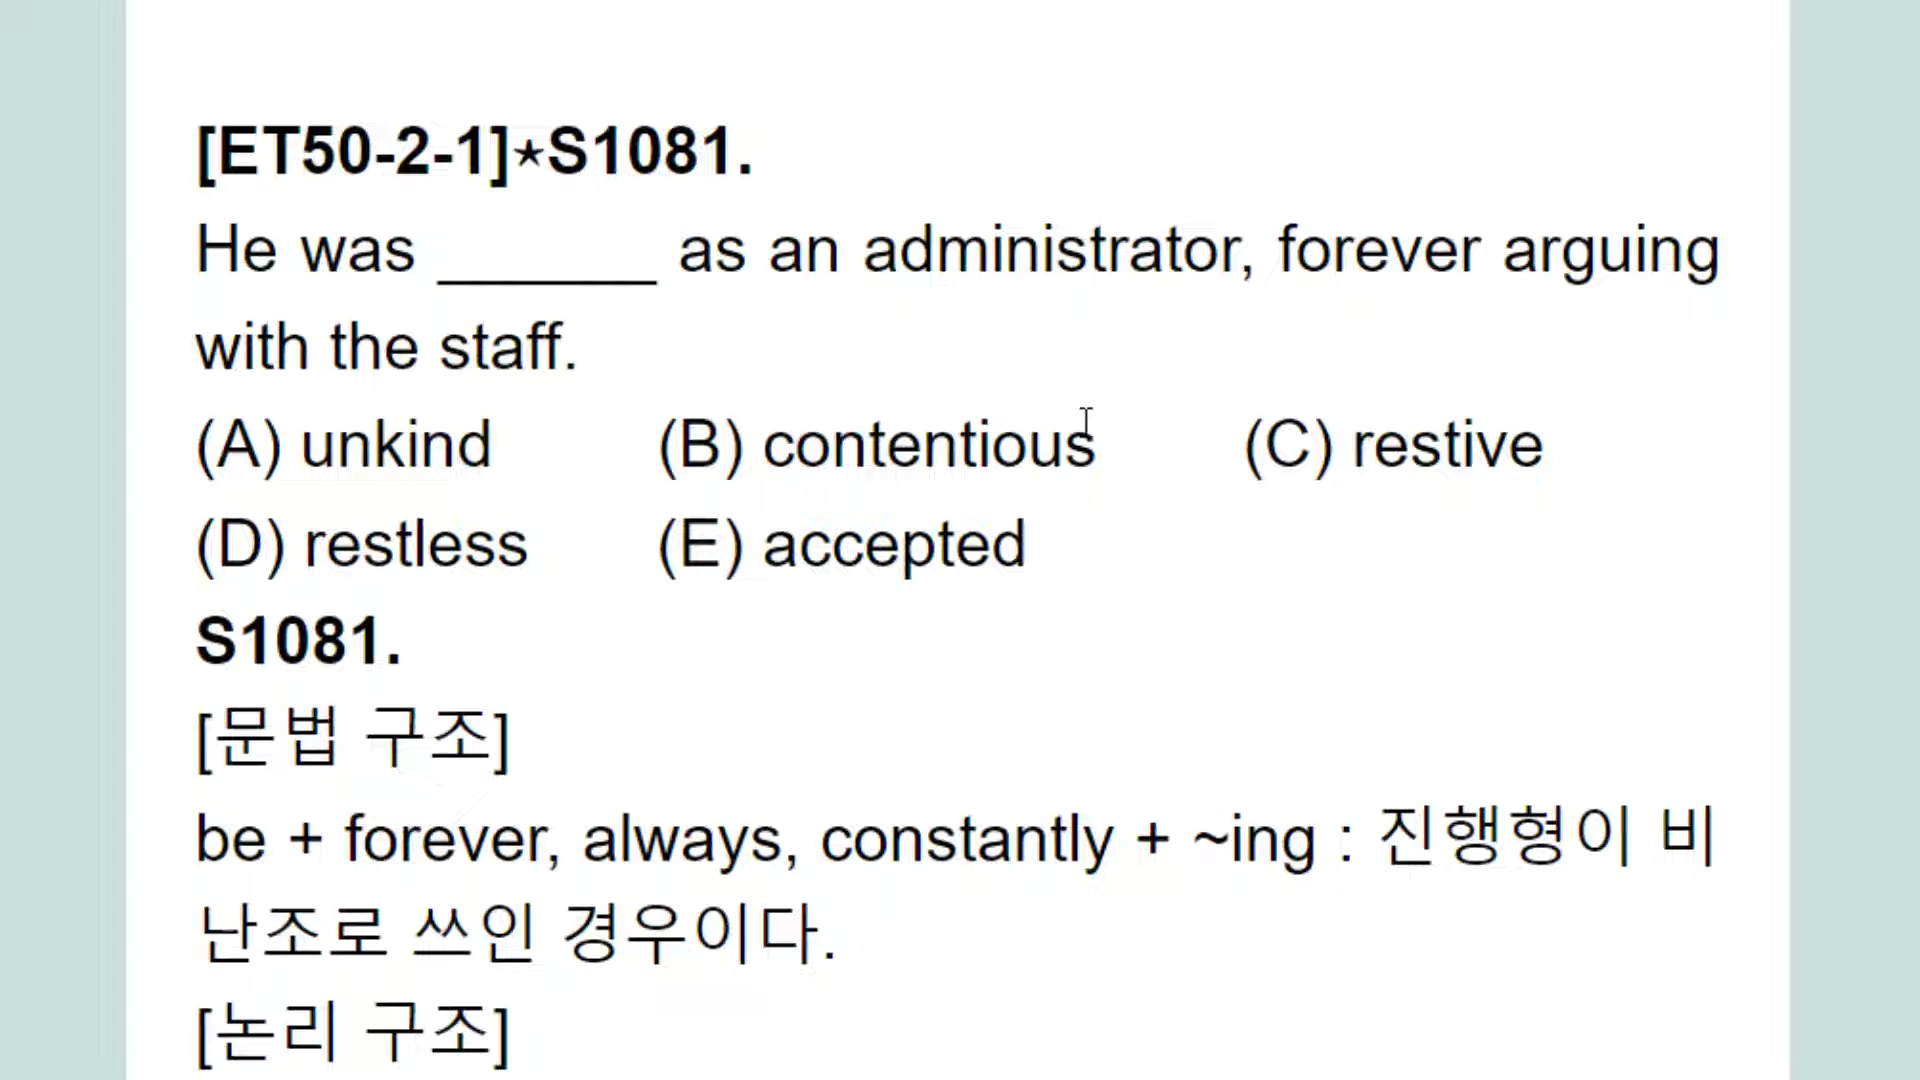 [ET50-2-1]⋆S1081.
He was ______ as an administrator, forever arguing
with the staff.
(A) unkind (B) contentious (C) restive
(D) restless (E) accepted
S1081.
[문법 구조]
be + forever, always, constantly + ~ing : 진행형이 비
난조로 쓰인 경우이다.
[논리 구조]